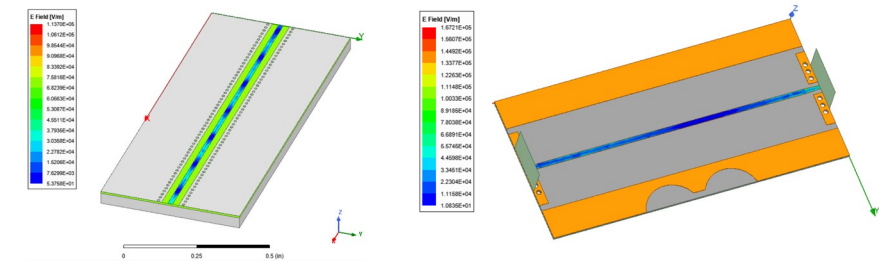 E Field [V/m]
1.1370E+05
1.0612E+05
9.8544E+04
9.0968E+04
8.3392E+04
7.5816E+04
6.8239E+04
6.0663E+04
5.3087E+04
4.5511E+04
3.7935E+04
3.0358E+04
2.2782E+04
1.5206E+04
7.6299E+03
5.3758E+01
Y
X
Z
Y
0
0.25
0.5 (in)
E Field [V/m]
1.6721E+05
1.5607E+05
1.4492E+05
1.3377E+05
1.2263E+05
1.1148E+05
1.0033E+05
8.9186E+04
7.8038E+04
6.6891E+04
5.5745E+04
4.4598E+04
3.3451E+04
2.2304E+04
1.1158E+04
1.0835E+01
Z
Y